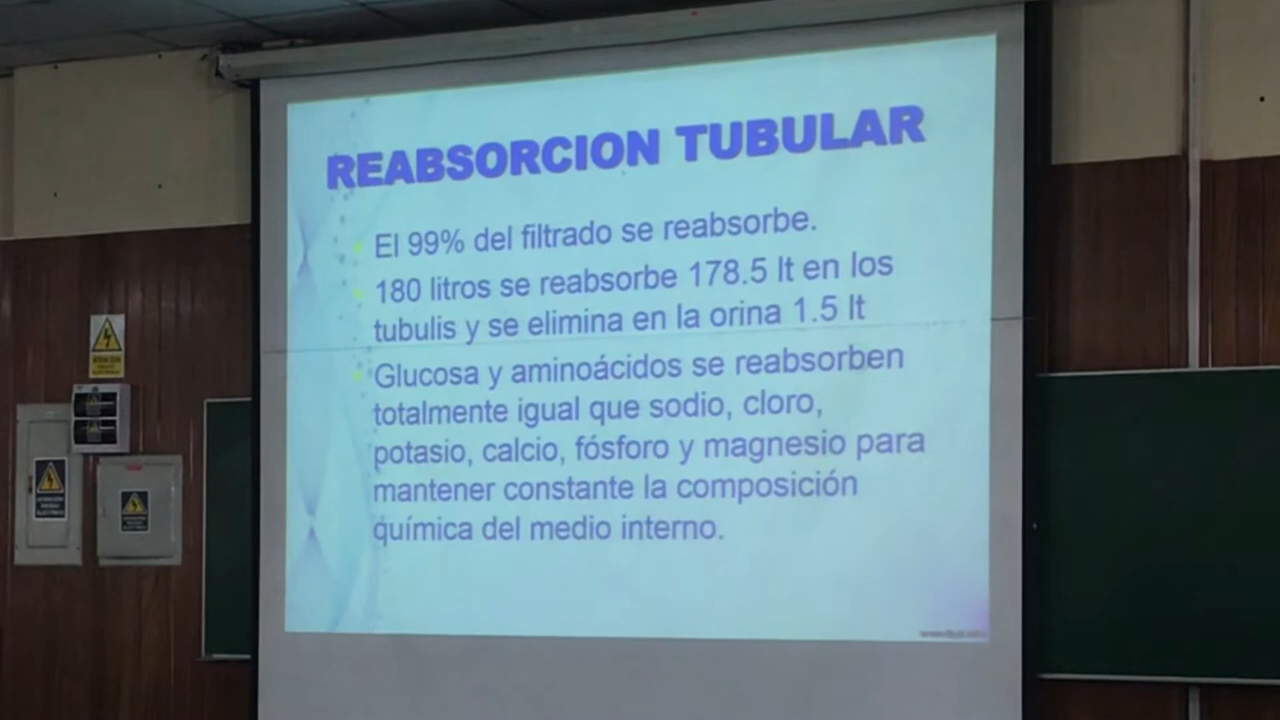 REABSORCION TUBULAR
El 99% del filtrado se reabsorbe.
180 litros se reabsorbe 178.5 lt en los
tubulis y se elimina en la orina 1.5 lt
Glucosa y aminoácidos se reabsorben
totalmente igual que sodio, cloro,
potasio, calcio, fósforo y magnesio para
mantener constante la composición
química del medio interno.